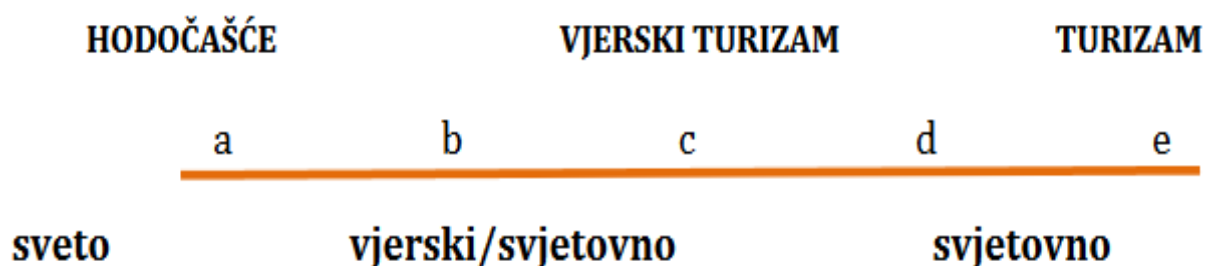 HODOČAŠĆE VJERSKI TURIZAM TURIZAM
a b c d e
sveto vjerski/svjetovno svjetovno